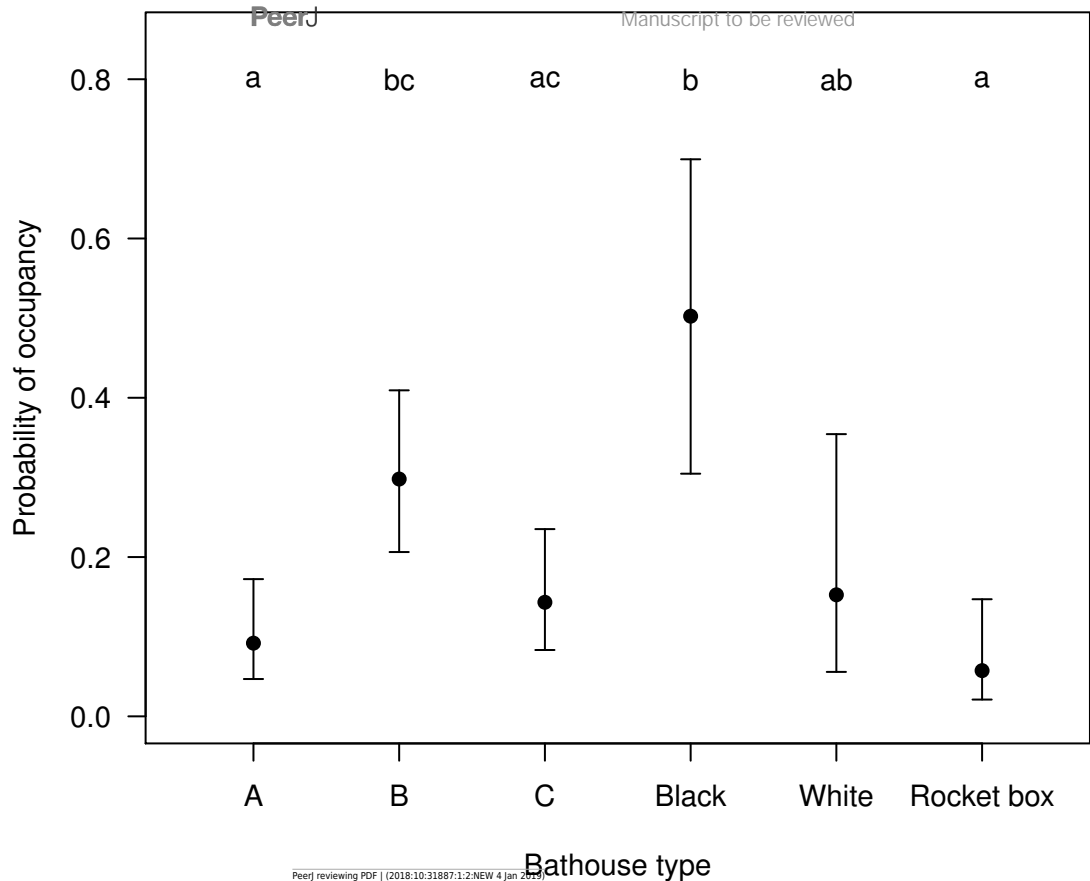 PeerJ
Manuscript to be reviewed
a bc ac b ab a
0.8
0.6
0.4
0.2
0.0
Probability of occupancy
A B C Black White Rocket box
Bathouse type
PeerJ reviewing PDF | (2018:10:31887:1:2:NEW 4 Jan 2019)